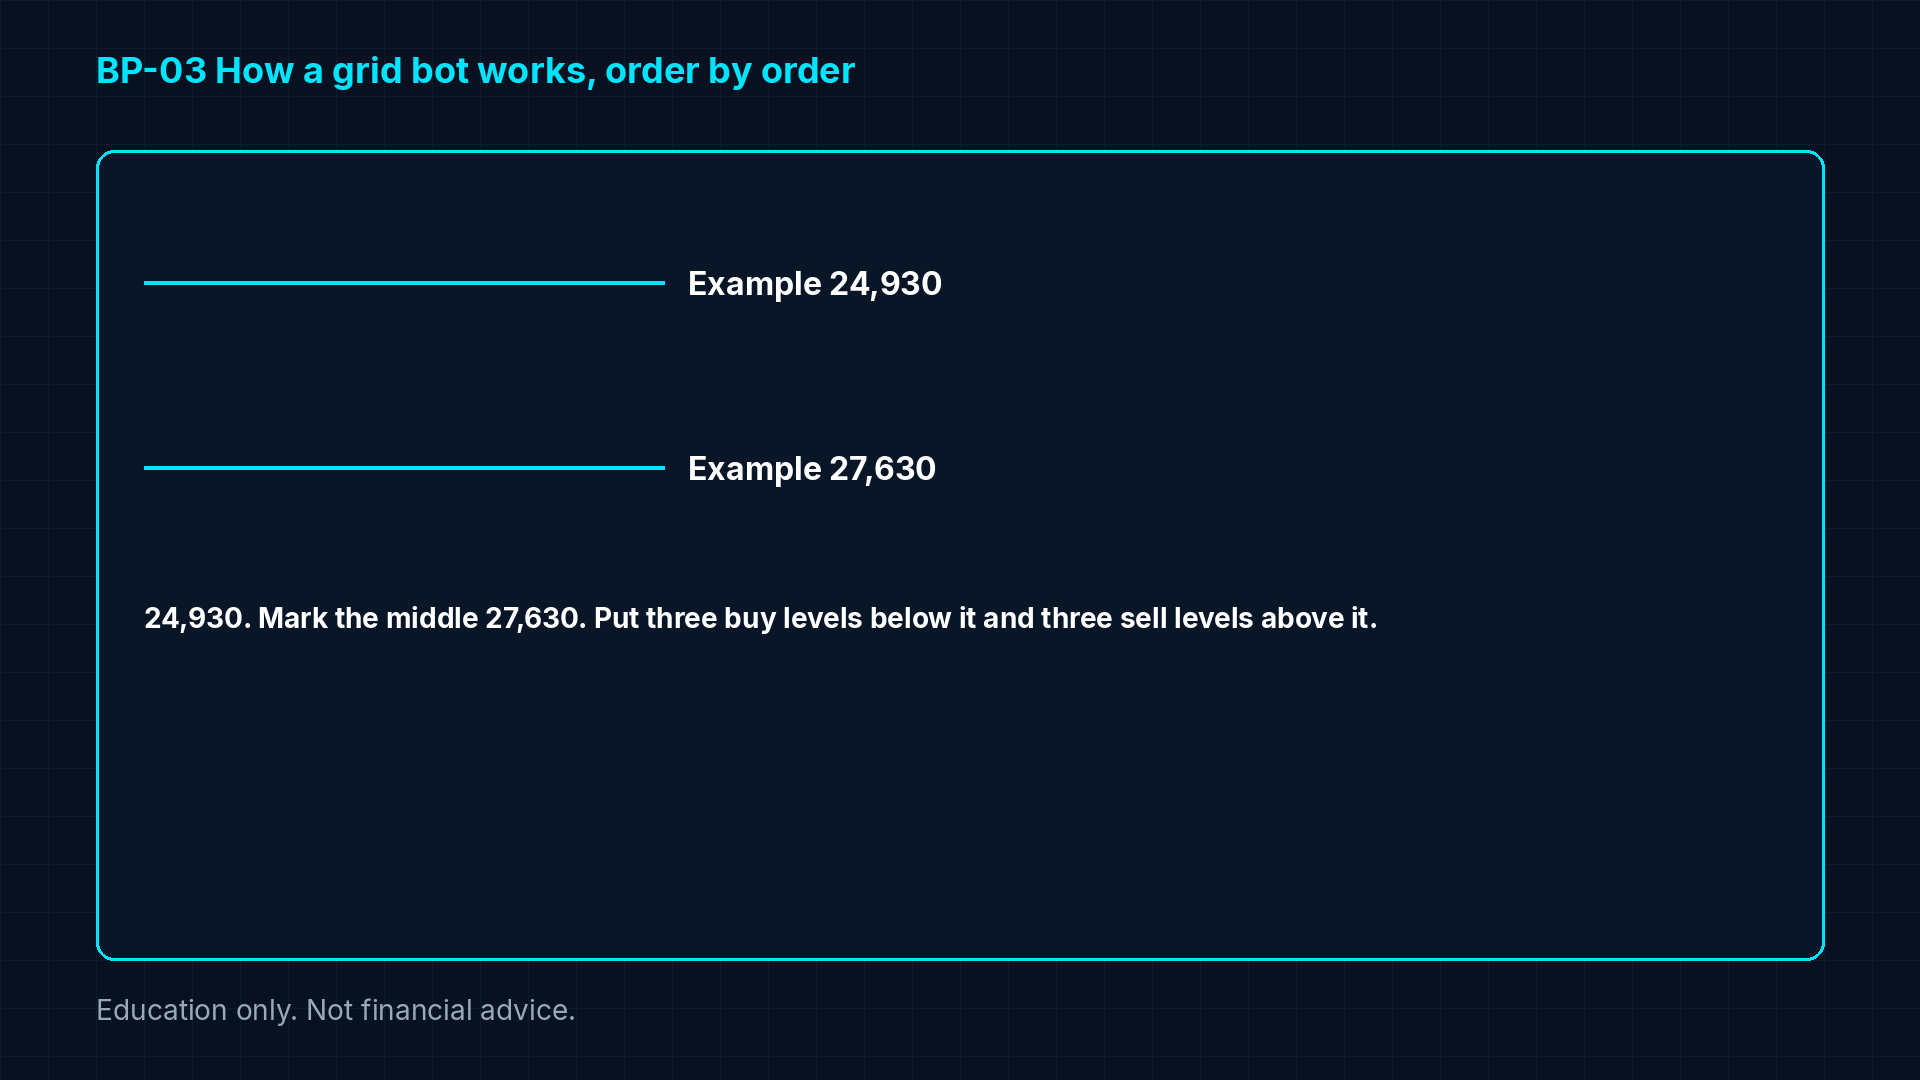 BP-03 How a grid bot works, order by order
Example 24,930
Example 27,630
24,930. Mark the middle 27,630. Put three buy levels below it and three sell levels above it.
Education only. Not financial advice.